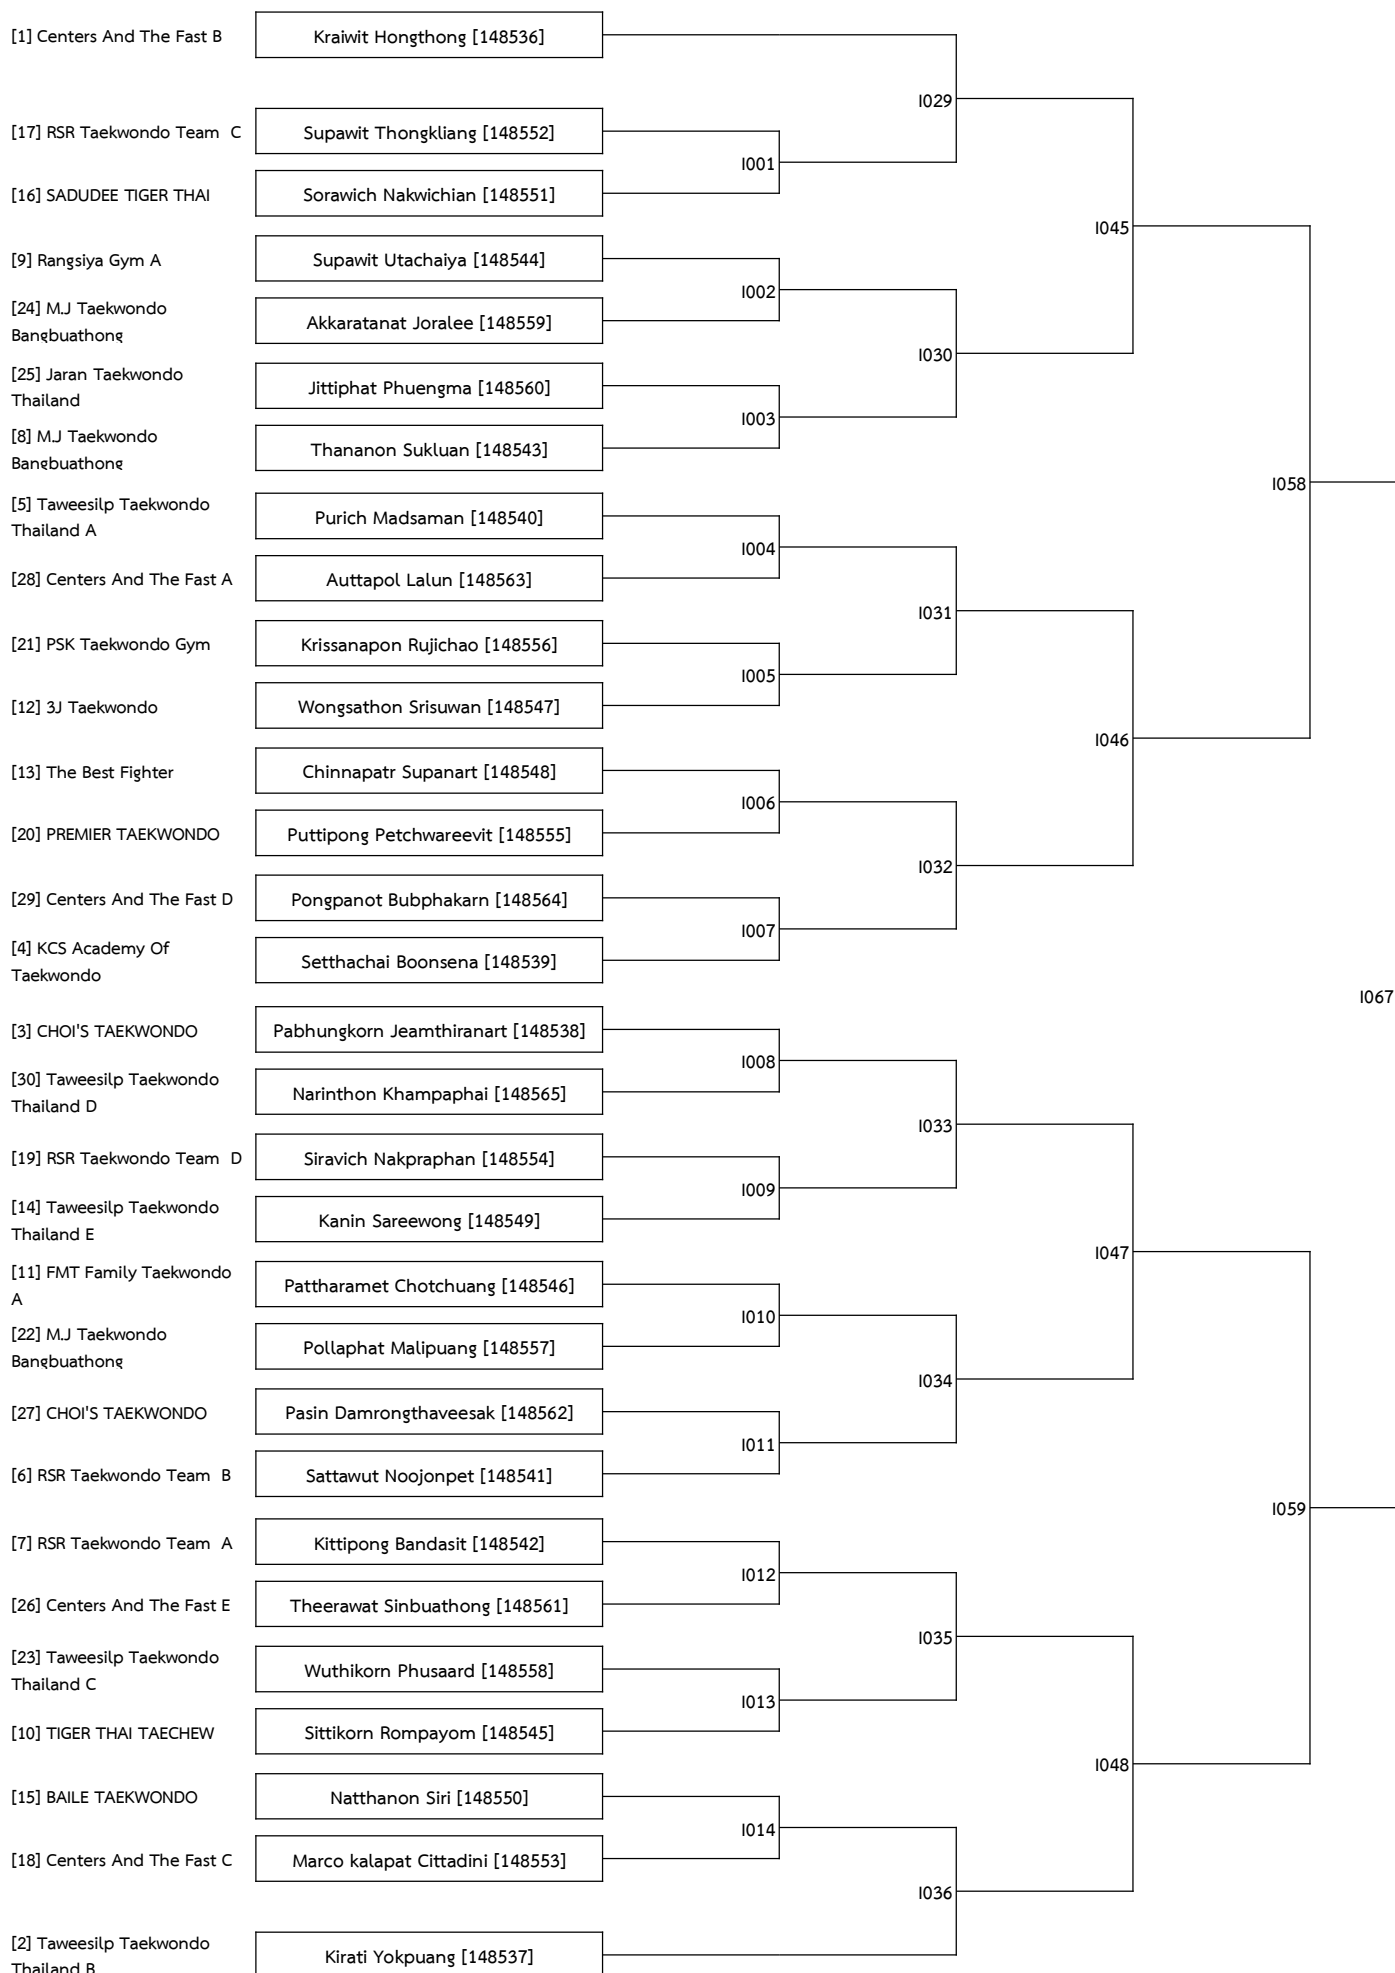 [1] Centers And The Fast B
Kraiwit Hongthong [148536]
I029
[17] RSR Taekwondo Team  C
Supawit Thongkliang [148552]
I001
[16] SADUDEE TIGER THAI
Sorawich Nakwichian [148551]
I045
[9] Rangsiya Gym A
Supawit Utachaiya [148544]
I002
[24] M.J Taekwondo
Bangbuathong
Akkaratanat Joralee [148559]
I030
[25] Jaran Taekwondo
Thailand
Jittiphat Phuengma [148560]
I003
[8] M.J Taekwondo
Bangbuathong
Thananon Sukluan [148543]
I058
[5] Taweesilp Taekwondo
Thailand A
Purich Madsaman [148540]
I004
[28] Centers And The Fast A
Auttapol Lalun [148563]
I031
[21] PSK Taekwondo Gym
Krissanapon Rujichao [148556]
I005
[12] 3J Taekwondo
Wongsathon Srisuwan [148547]
I046
[13] The Best Fighter
Chinnapatr Supanart [148548]
I006
[20] PREMIER TAEKWONDO
Puttipong Petchwareevit [148555]
I032
[29] Centers And The Fast D
Pongpanot Bubphakarn [148564]
I007
[4] KCS Academy Of
Taekwondo
Setthachai Boonsena [148539]
I067
[3] CHOI'S TAEKWONDO
Pabhungkorn Jeamthiranart [148538]
I008
[30] Taweesilp Taekwondo
Thailand D
Narinthon Khampaphai [148565]
I033
[19] RSR Taekwondo Team  D
Siravich Nakpraphan [148554]
I009
[14] Taweesilp Taekwondo
Thailand E
Kanin Sareewong [148549]
I047
[11] FMT Family Taekwondo
A
Pattharamet Chotchuang [148546]
I010
[22] M.J Taekwondo
Bangbuathong
Pollaphat Malipuang [148557]
I034
[27] CHOI'S TAEKWONDO
Pasin Damrongthaveesak [148562]
I011
[6] RSR Taekwondo Team  B
Sattawut Noojonpet [148541]
I059
[7] RSR Taekwondo Team  A
Kittipong Bandasit [148542]
I012
[26] Centers And The Fast E
Theerawat Sinbuathong [148561]
I035
[23] Taweesilp Taekwondo
Thailand C
Wuthikorn Phusaard [148558]
I013
[10] TIGER THAI TAECHEW
Sittikorn Rompayom [148545]
I048
[15] BAILE TAEKWONDO
Natthanon Siri [148550]
I014
[18] Centers And The Fast C
Marco kalapat Cittadini [148553]
I036
[2] Taweesilp Taekwondo
Thailand B
Kirati Yokpuang [148537]